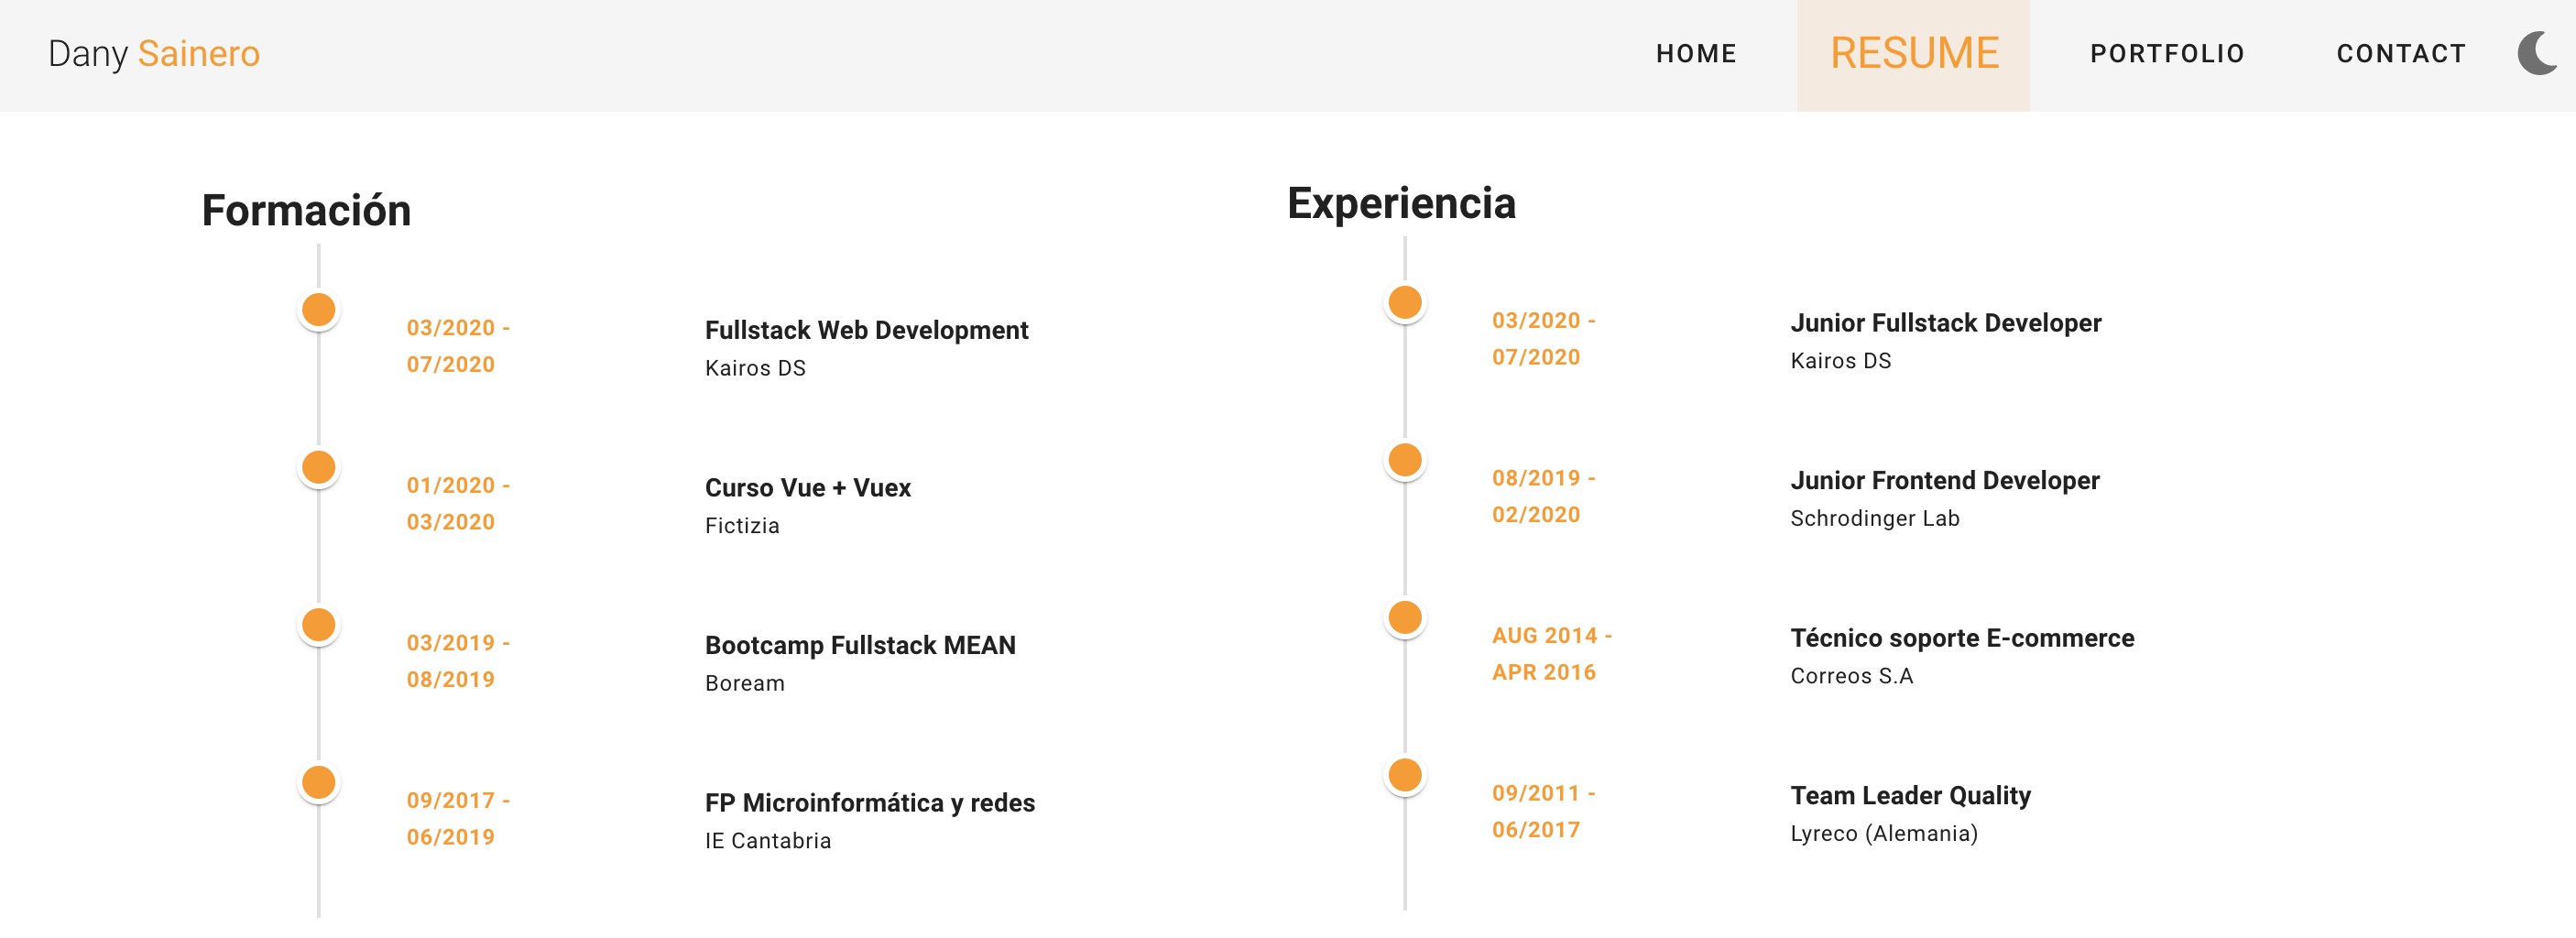 Dany Sainero
HOME
RESUME
PORTFOLIO
CONTACT
Formación
03/2020 -
07/2020
Fullstack Web Development
Kairos DS
01/2020 -
03/2020
Curso Vue + Vuex
Fictizia
03/2019 -
08/2019
Bootcamp Fullstack MEAN
Boream
09/2017 -
06/2019
FP Microinformática y redes
IE Cantabria
Experiencia
03/2020 -
07/2020
Junior Fullstack Developer
Kairos DS
08/2019 -
02/2020
Junior Frontend Developer
Schrodinger Lab
AUG 2014 -
APR 2016
Técnico soporte E-commerce
Correos S.A
09/2011 -
06/2017
Team Leader Quality
Lyreco (Alemania)